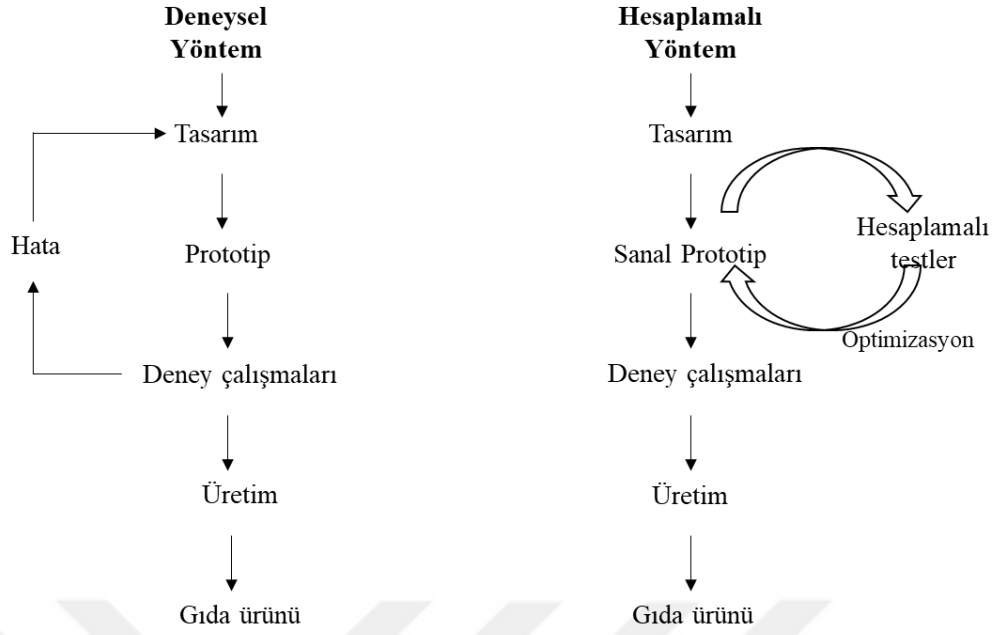 Deneysel
Yöntem
Tasarım
Hata
Prototip
Deney çalışmaları
Üretim
Gıda ürünü
Hesaplamalı
Yöntem
Tasarım
Sanal Prototip
Hesaplamalı
testler
Optimizasyon
Deney çalışmaları
Üretim
Gıda ürünü